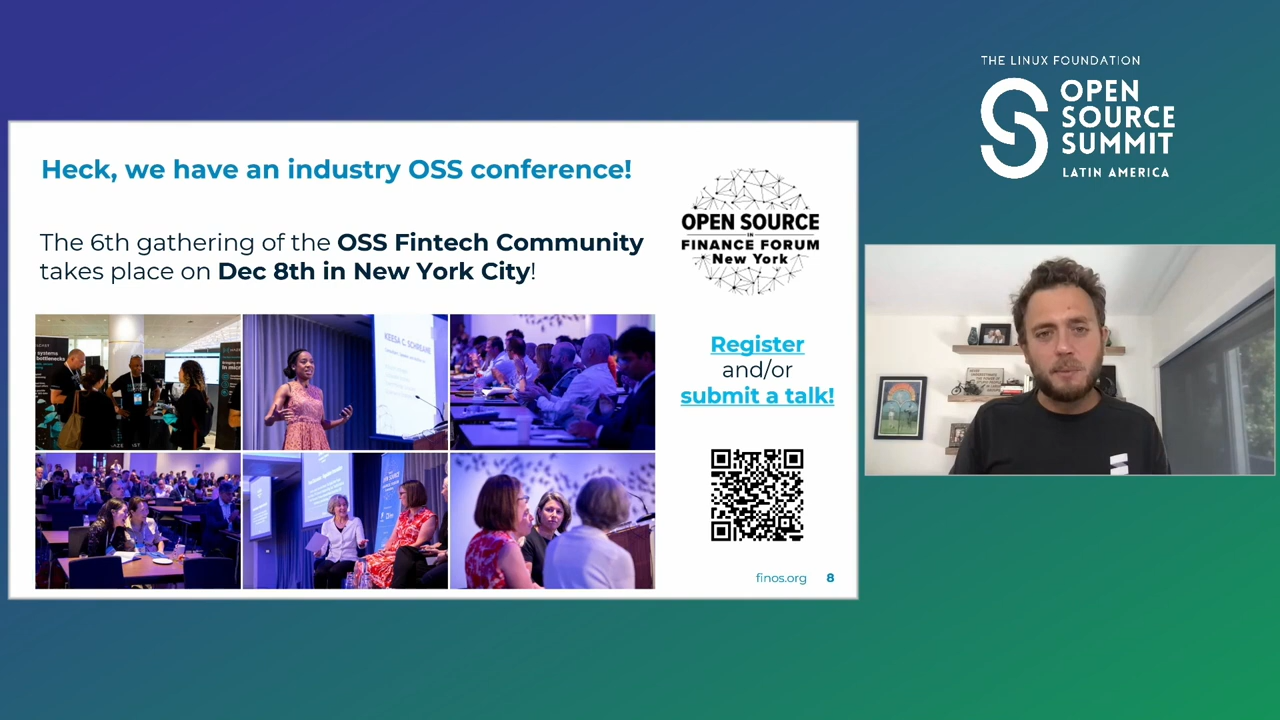 THE LINUX FOUNDATION
OPEN
SOURCE
SUMMIT
LATIN AMERICA
Heck, we have an industry OSS conference!
The 6th gathering of the OSS Fintech Community
takes place on Dec 8th in New York City!
OPEN SOURCE
IN
FINANCE FORUM
New York
KEESA C. SCHREANE
Register
and/or
submit a talk!
finos.org 8